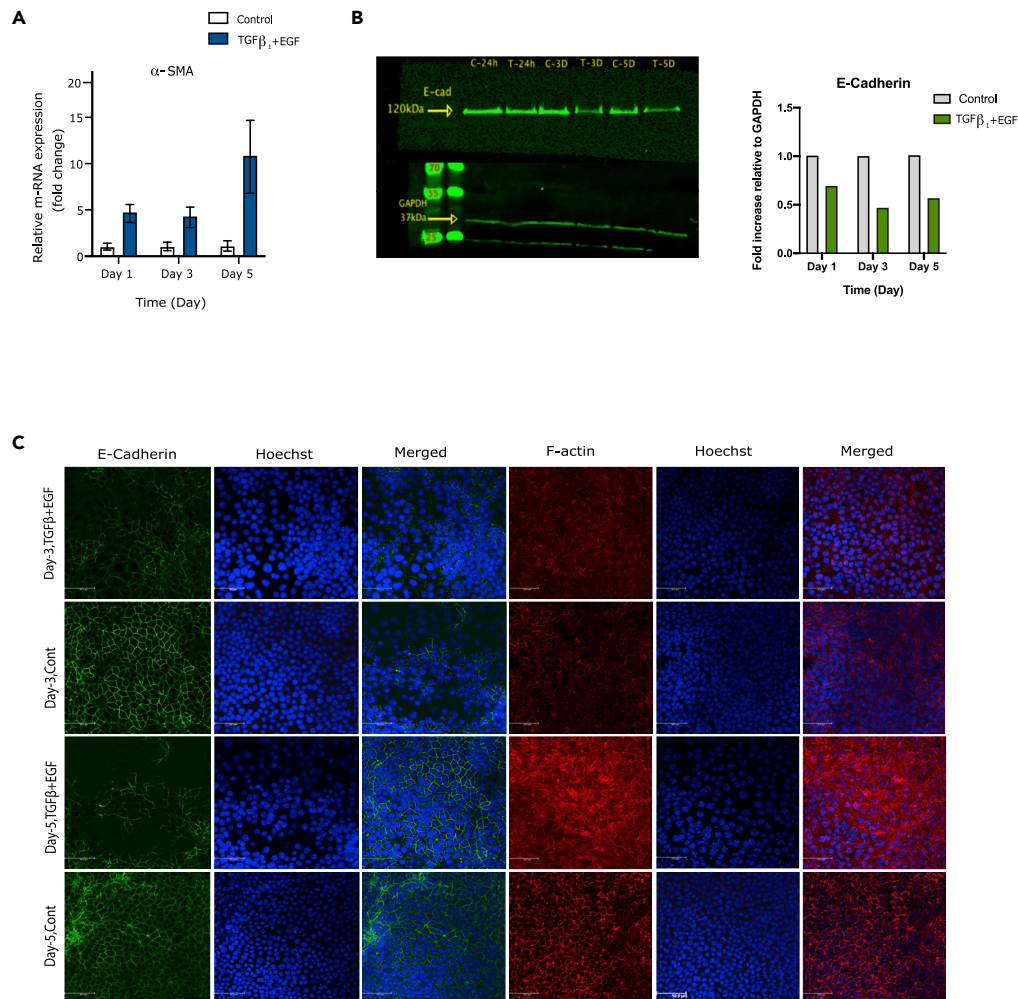 A
Control
TGFβ₁+EGF
α-SMA
Relative m-RNA expression
(fold change)
20
15
10
5
0
Day 1
Day 3
Day 5
Time (Day)
B
C-24h
T-24h
C-3D
T-3D
C-5D
T-5D
E-cad
120kDa
70
55
GAPDH
37kDa
25
E-Cadherin
Control
TGFβ₁+EGF
Fold increase relative to GAPDH
1.5
1.0
0.5
0.0
Day 1
Day 3
Day 5
Time (Day)
C
E-Cadherin
Hoechst
Merged
F-actin
Hoechst
Merged
Day-3,TGFβ+EGF
Day-3,Cont
Day-5,TGFβ+EGF
Day-5,Cont